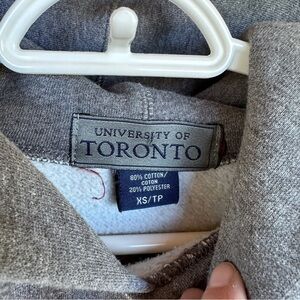 UNIVERSITY OF
TORONTO
80% COTTON/
COTON
20% POLYESTER
XS/TP